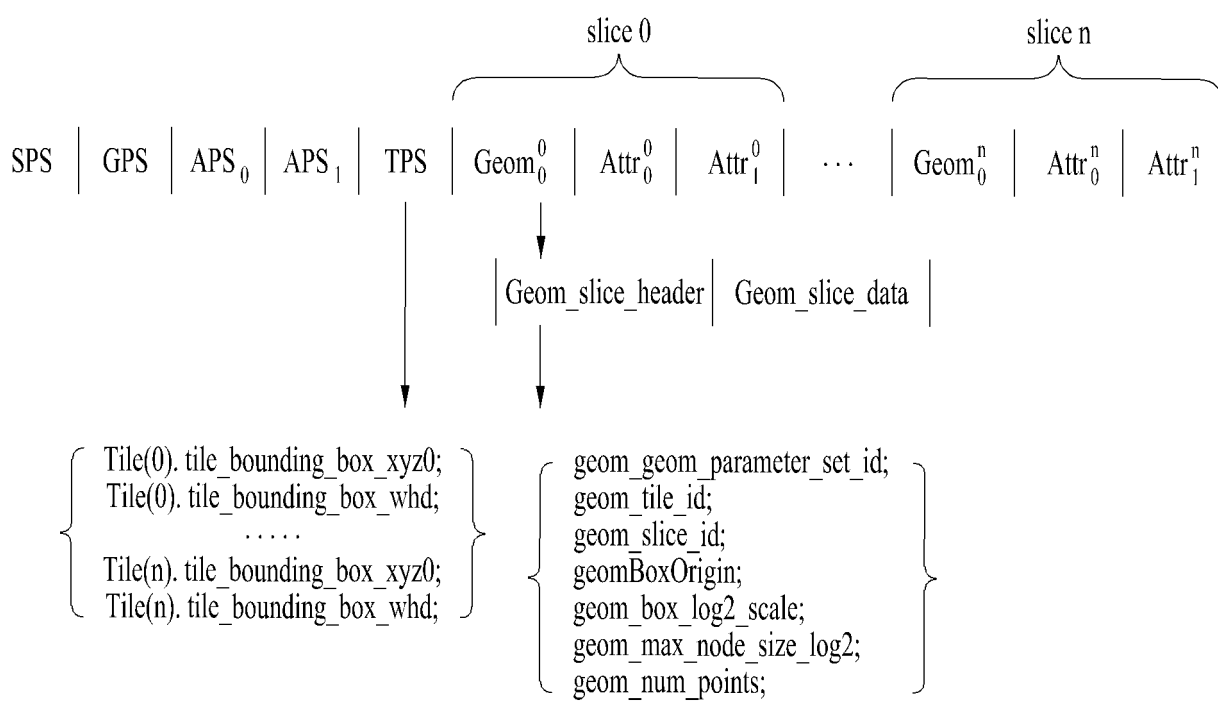 slice 0
slice n
SPS | GPS | APS₀ | APS₁ | TPS | Geom₀⁰ | Attr₀⁰ | Attr₁⁰ | ··· | Geom₀ⁿ | Attr₀ⁿ | Attr₁ⁿ
|Geom_slice_header| Geom_slice_data |
Tile(0). tile_bounding_box_xyz0;
Tile(0). tile_bounding_box_whd;
·····
Tile(n). tile_bounding_box_xyz0;
Tile(n). tile_bounding_box_whd;
geom_geom_parameter_set_id;
geom_tile_id;
geom_slice_id;
geomBoxOrigin;
geom_box_log2_scale;
geom_max_node_size_log2;
geom_num_points;